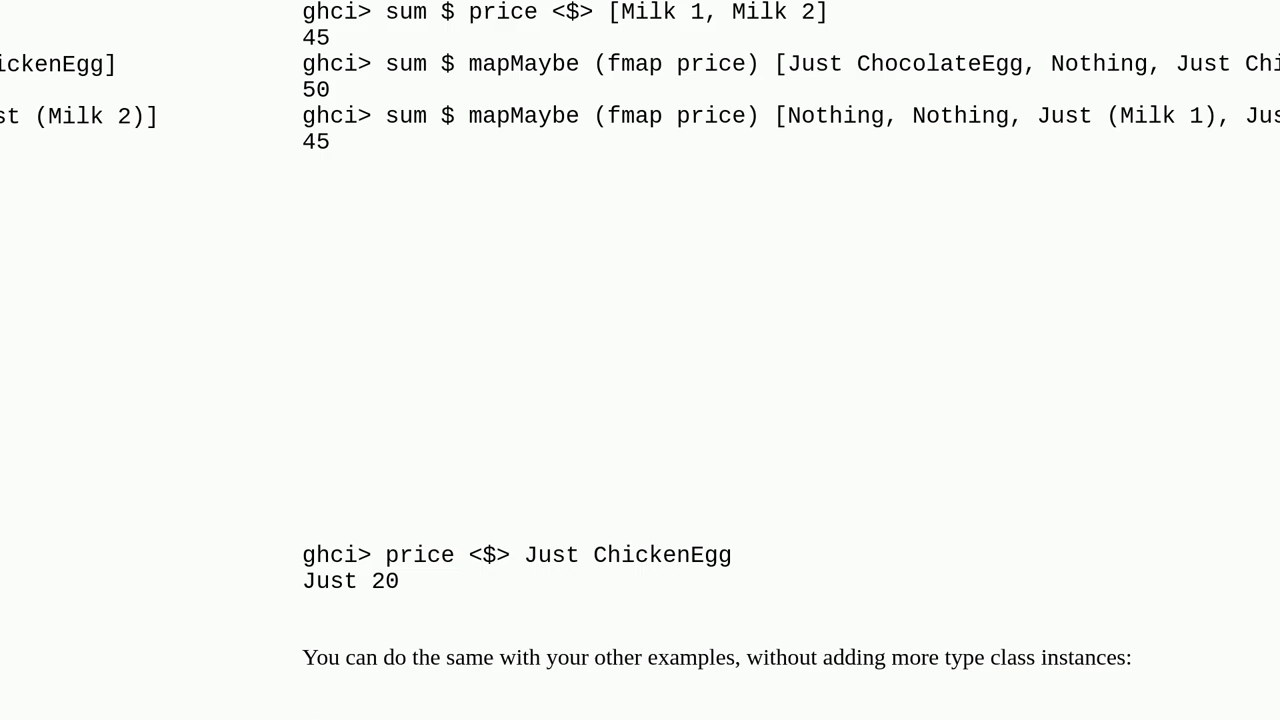 ghci> sum $ price <$> [Milk 1, Milk 2]
45
ickenEgg]
ghci> sum $ mapMaybe (fmap price) [Just ChocolateEgg, Nothing, Just Chi
50
st (Milk 2)]
ghci> sum $ mapMaybe (fmap price) [Nothing, Nothing, Just (Milk 1), Jus
45
ghci> price <$> Just ChickenEgg
Just 20
You can do the same with your other examples, without adding more type class instances: